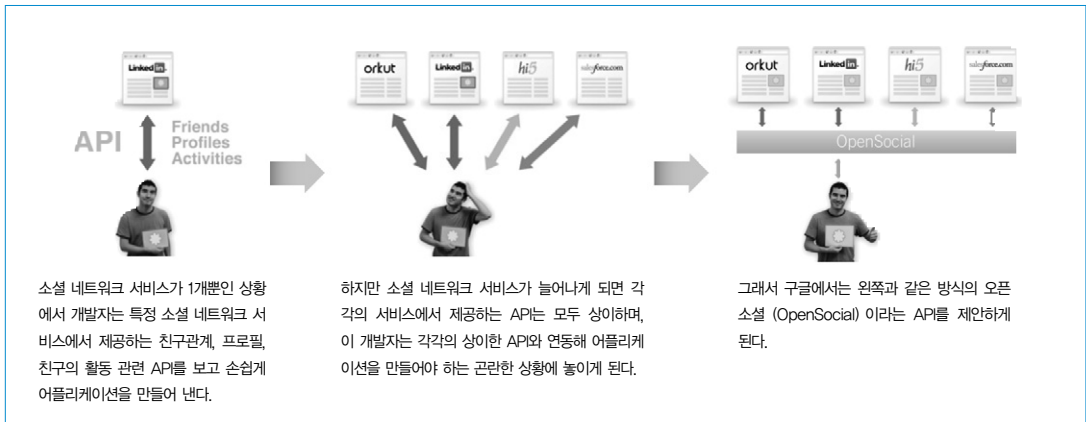 Linked in
API
Friends
Profiles
Activities
소셜 네트워크 서비스가 1개뿐인 상황
에서 개발자는 특정 소셜 네트워크 서
비스에서 제공하는 친구관계, 프로필,
친구의 활동 관련 API를 보고 손쉽게
어플리케이션을 만들어 낸다.
orkut
Linked in
hi5
salesforce.com
하지만 소셜 네트워크 서비스가 늘어나게 되면 각
각의 서비스에서 제공하는 API는 모두 상이하며,
이 개발자는 각각의 상이한 API와 연동해 어플리케
이션을 만들어야 하는 곤란한 상황에 놓이게 된다.
orkut
Linked in
hi5
salesforce.com
OpenSocial
그래서 구글에서는 왼쪽과 같은 방식의 오픈
소셜 (OpenSocial) 이라는 API를 제안하게
된다.